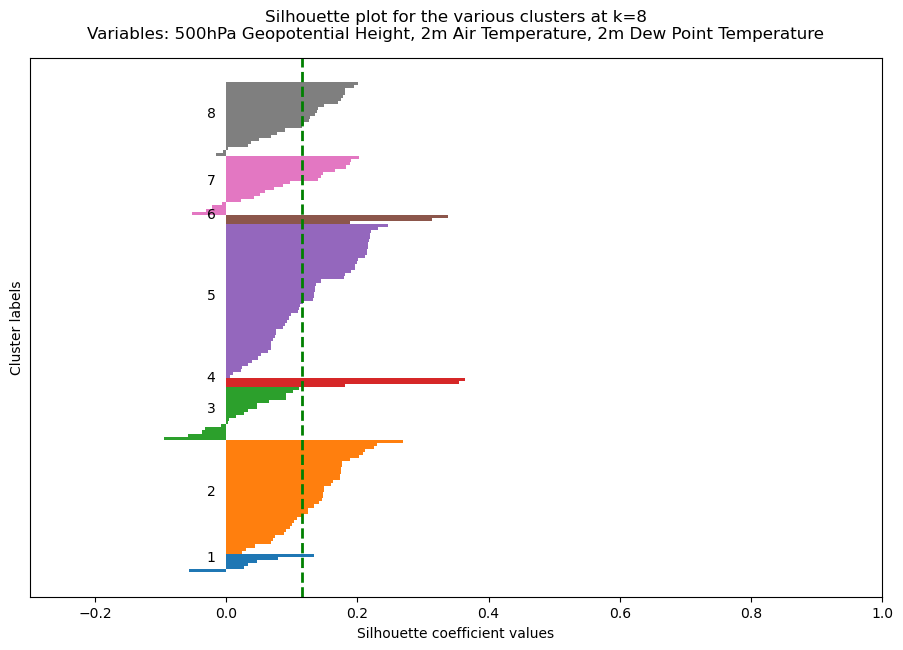 Silhouette plot for the various clusters at k=8
Variables: 500hPa Geopotential Height, 2m Air Temperature, 2m Dew Point Temperature
Cluster labels
8
7
6
5
4
3
2
1
−0.2 0.0 0.2 0.4 0.6 0.8 1.0
Silhouette coefficient values